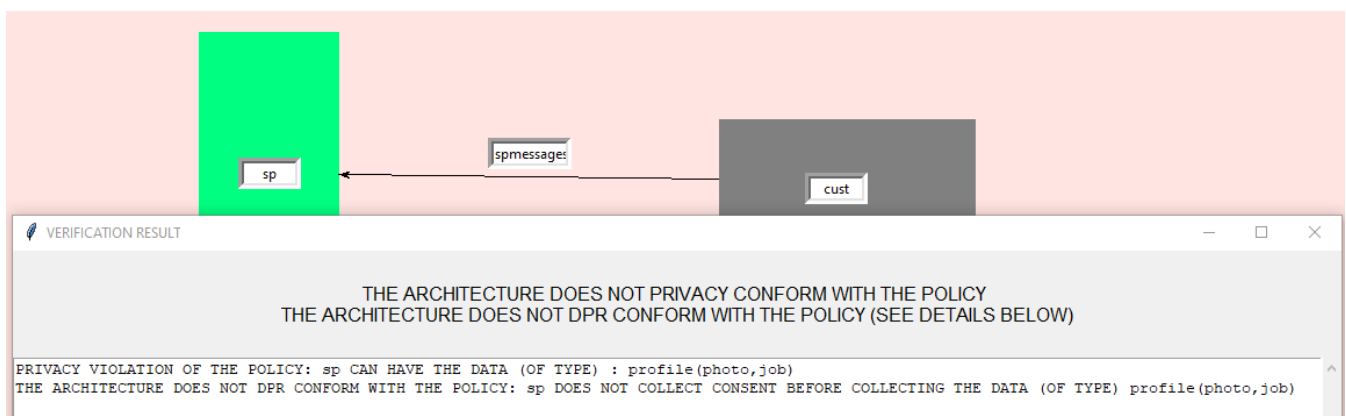 spmessages
sp
cust
VERIFICATION RESULT
THE ARCHITECTURE DOES NOT PRIVACY CONFORM WITH THE POLICY
THE ARCHITECTURE DOES NOT DPR CONFORM WITH THE POLICY (SEE DETAILS BELOW)
PRIVACY VIOLATION OF THE POLICY: sp CAN HAVE THE DATA (OF TYPE) : profile(photo,job)
THE ARCHITECTURE DOES NOT DPR CONFORM WITH THE POLICY: sp DOES NOT COLLECT CONSENT BEFORE COLLECTING THE DATA (OF TYPE) profile(photo,job)